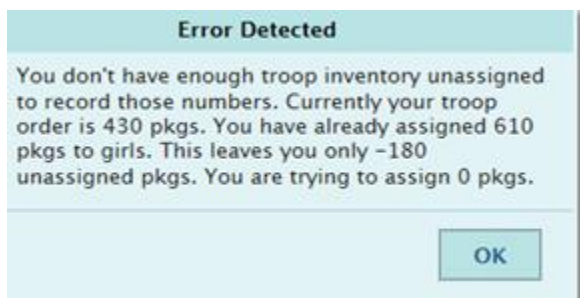 Error Detected
You don't have enough troop inventory unassigned
to record those numbers. Currently your troop
order is 430 pkgs. You have already assigned 610
pkgs to girls. This leaves you only -180
unassigned pkgs. You are trying to assign 0 pkgs.
OK